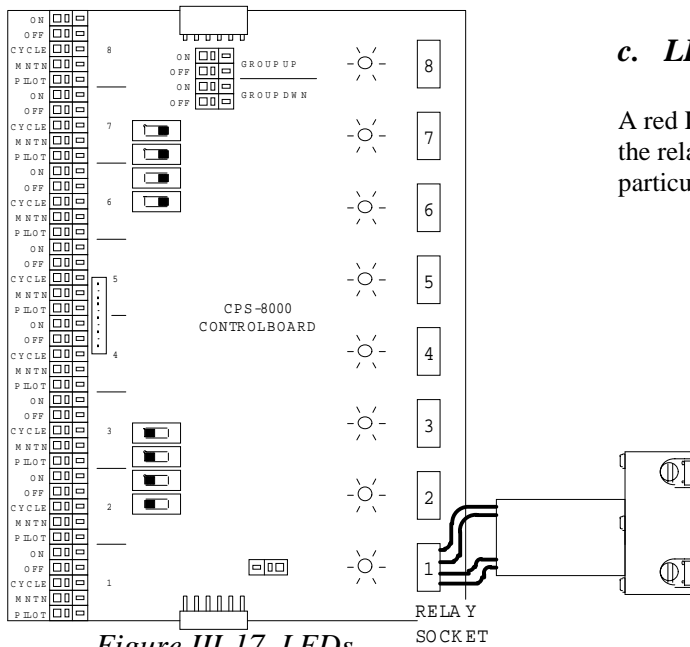 ON
OFF
CYCLE
MNTN
PILOT
8
ON
OFF
CYCLE
MNTN
PILOT
7
ON
OFF
CYCLE
MNTN
PILOT
6
ON
OFF
CYCLE
MNTN
PILOT
5
ON
OFF
CYCLE
MNTN
PILOT
4
ON
OFF
CYCLE
MNTN
PILOT
3
ON
OFF
CYCLE
MNTN
PILOT
2
ON
OFF
CYCLE
MNTN
PILOT
1
ON
OFF
GROUP UP
ON
OFF
GROUP DWN
CPS-8000
CONTROLBOARD
8
7
6
5
4
3
2
1
RELAY
SOCKET
Figure III-17. LEDs
c.
A red
the